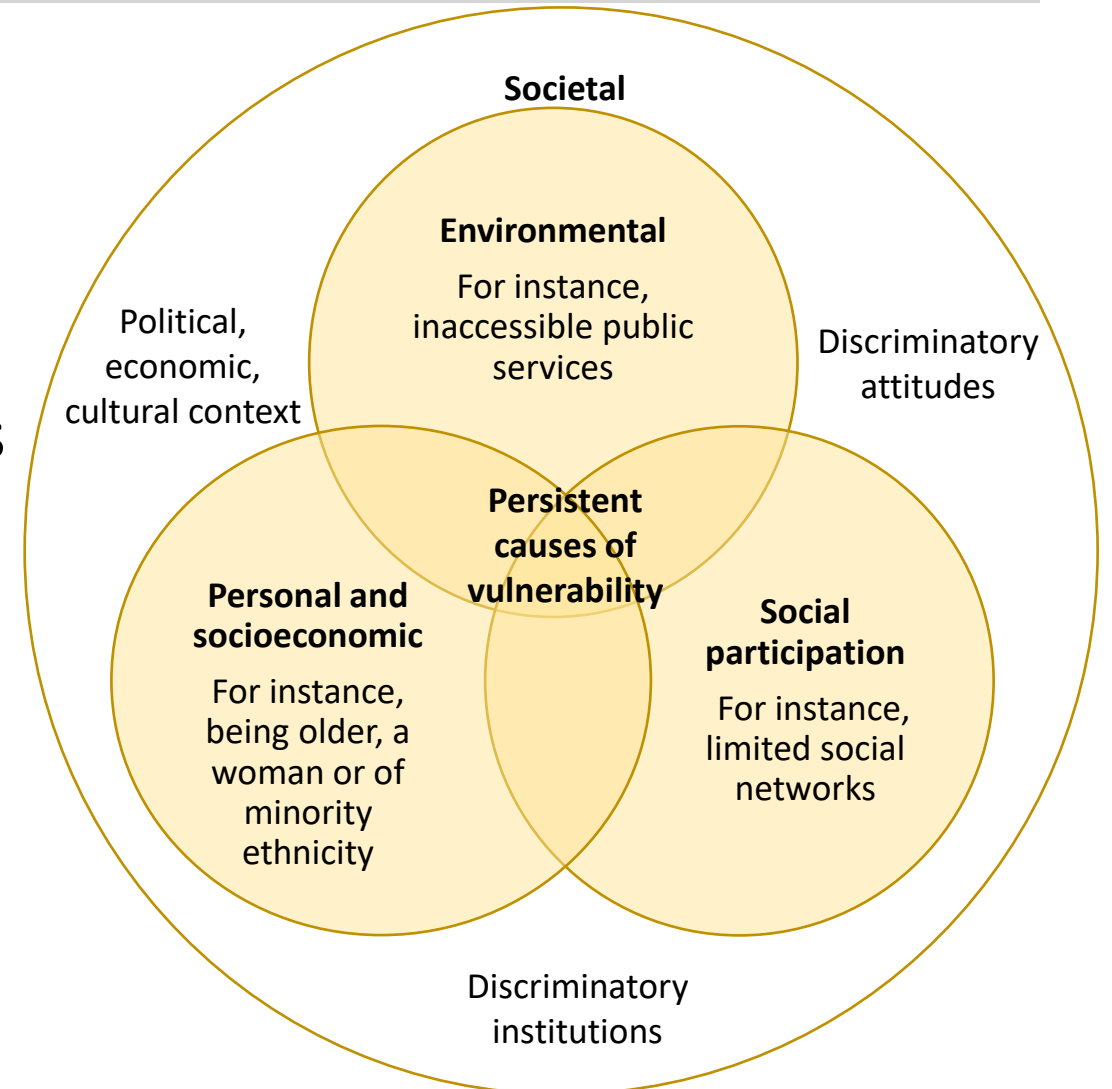 Societal
Environmental
For instance,
inaccessible public
services
Political,
economic,
cultural context
Discriminatory
attitudes
s
Persistent
causes of
vulnerability
Personal and
socioeconomic
For instance,
being older, a
woman or of
minority
ethnicity
Social
participation
For instance,
limited social
networks
Discriminatory
institutions